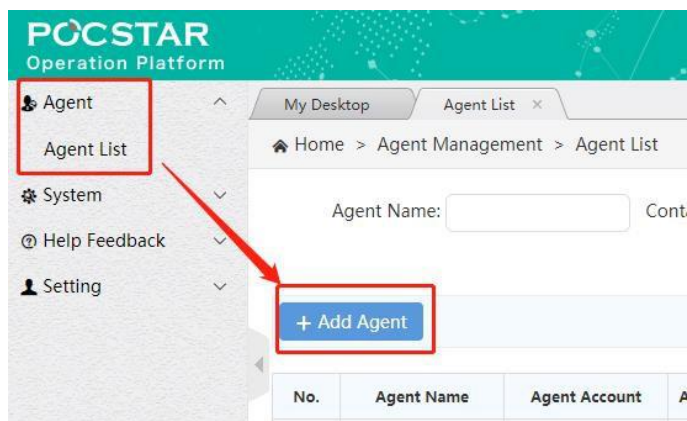 POCSTAR
Operation Platform
Agent
Agent List
System
Help Feedback
Setting
My Desktop
Agent List ×
Home > Agent Management > Agent List
Agent Name:
+ Add Agent
No. Agent Name Agent Account